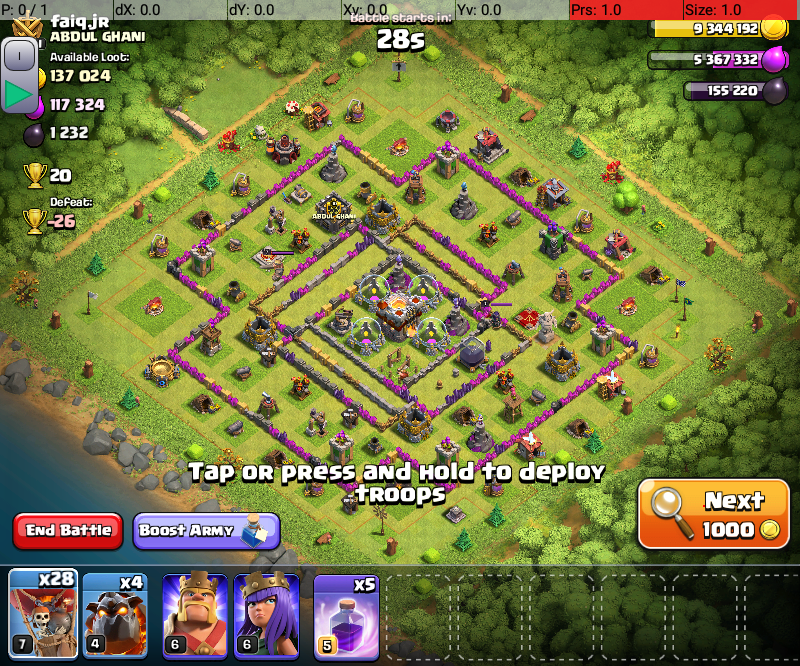 P: 0 / 1 dX: 0.0 dY: 0.0 Xv: 0.0 Yv: 0.0 Prs: 1.0 Size: 1.0
faiq.jr
ABDUL GHANI
Battle starts in:
28s
9 344 192
5 367 332
155 220
Available Loot:
137 024
117 324
1 232
20
Defeat:
-26
ABDUL GHANI
Tap or press and hold to deploy
troops
End Battle
Boost Army
Next
1000
x28
x4
x5
7
4
6
6
5